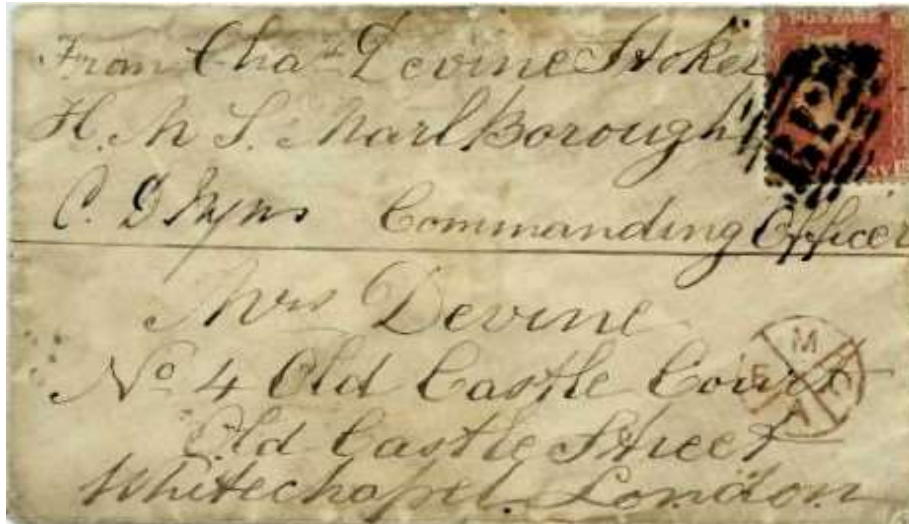 From Chas Devine Stoker
H. M. S. Marlborough
C. D Commanding Officer
Mrs Devine
No 4 Old Castle Court
Old Castle Street
Whitechapel London
POSTAGE
M